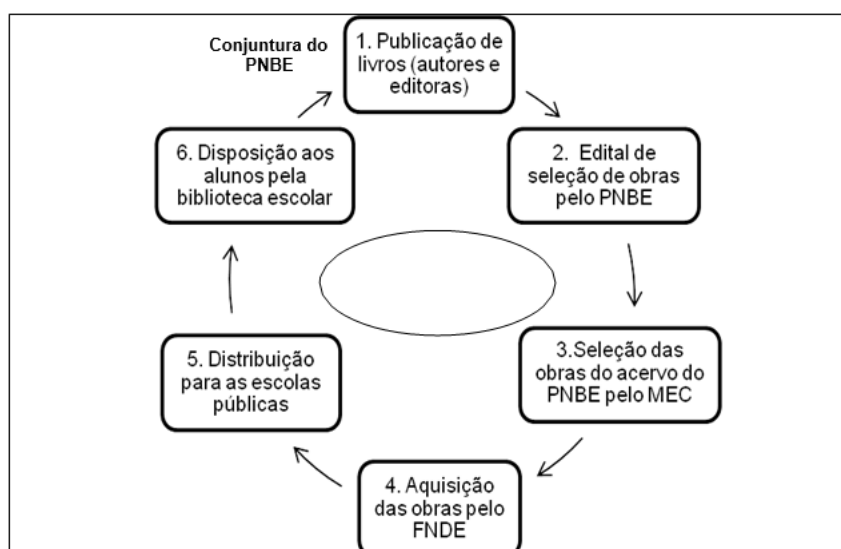 Conjuntura do
PNBE
1. Publicação de
livros (autores e
editoras)
2. Edital de
seleção de obras
pelo PNBE
3.Seleção das
obras do acervo do
PNBE pelo MEC
4. Aquisição
das obras pelo
FNDE
5. Distribuição
para as escolas
públicas
6. Disposição aos
alunos pela
biblioteca escolar